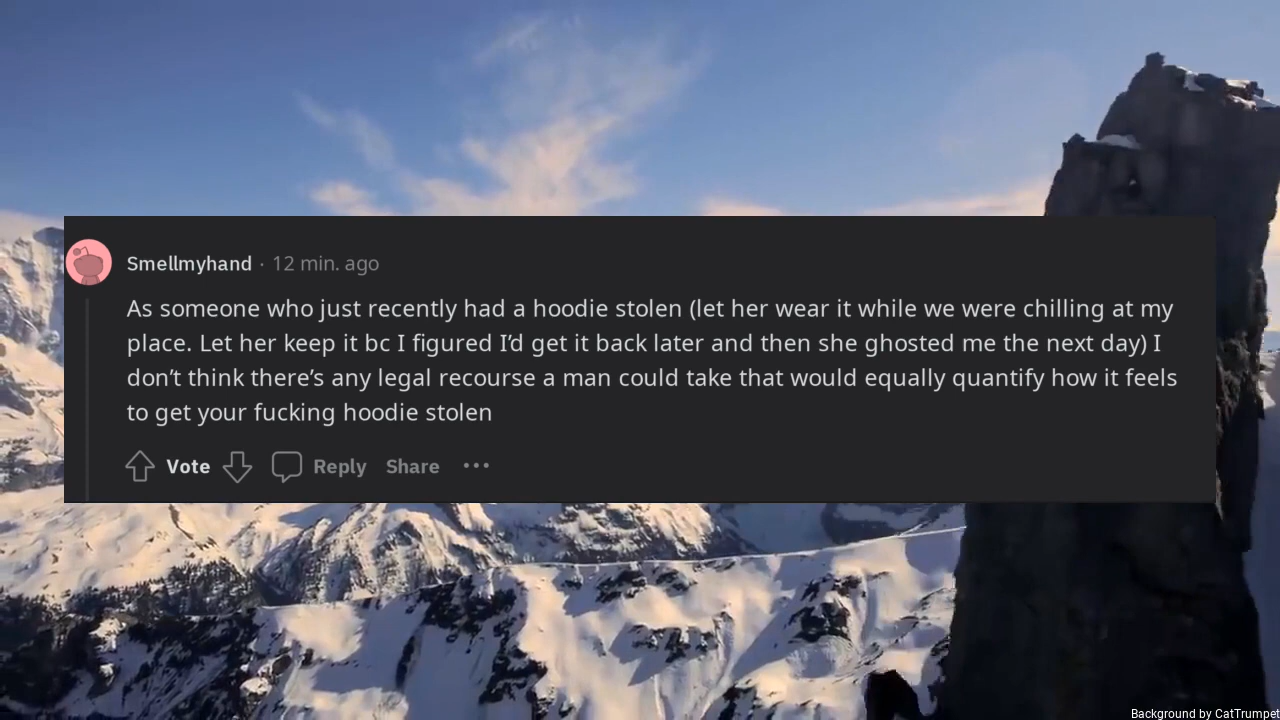 Smellmyhand · 12 min. ago
As someone who just recently had a hoodie stolen (let her wear it while we were chilling at my
place. Let her keep it bc I figured I’d get it back later and then she ghosted me the next day) I
don’t think there’s any legal recourse a man could take that would equally quantify how it feels
to get your fucking hoodie stolen
Vote Reply Share ···
Background by CatTrumpet